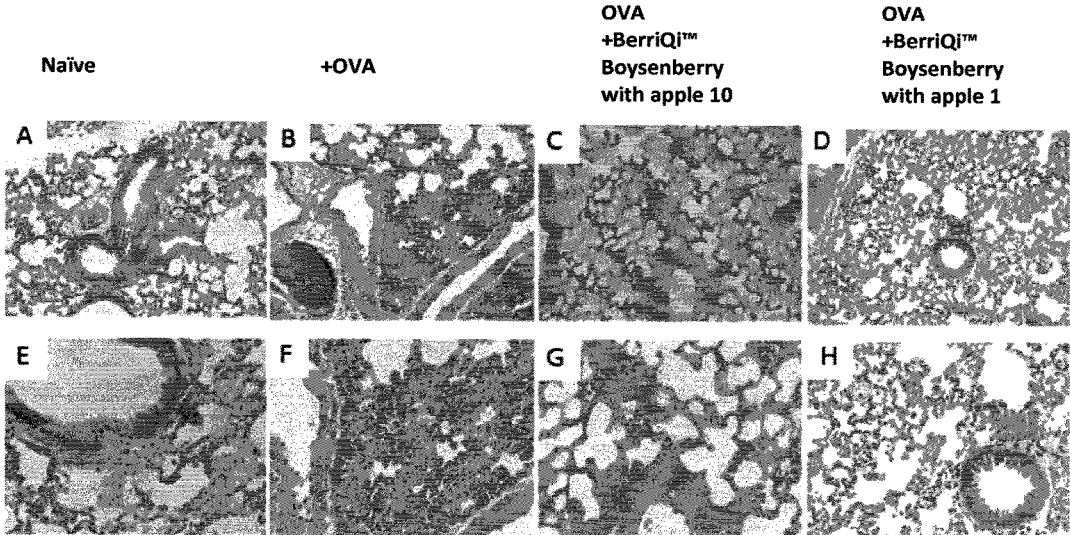 Naïve
+OVA
OVA
+BerriQi™
Boysenberry
with apple 10
OVA
+BerriQi™
Boysenberry
with apple 1
A
B
C
D
E
F
G
H